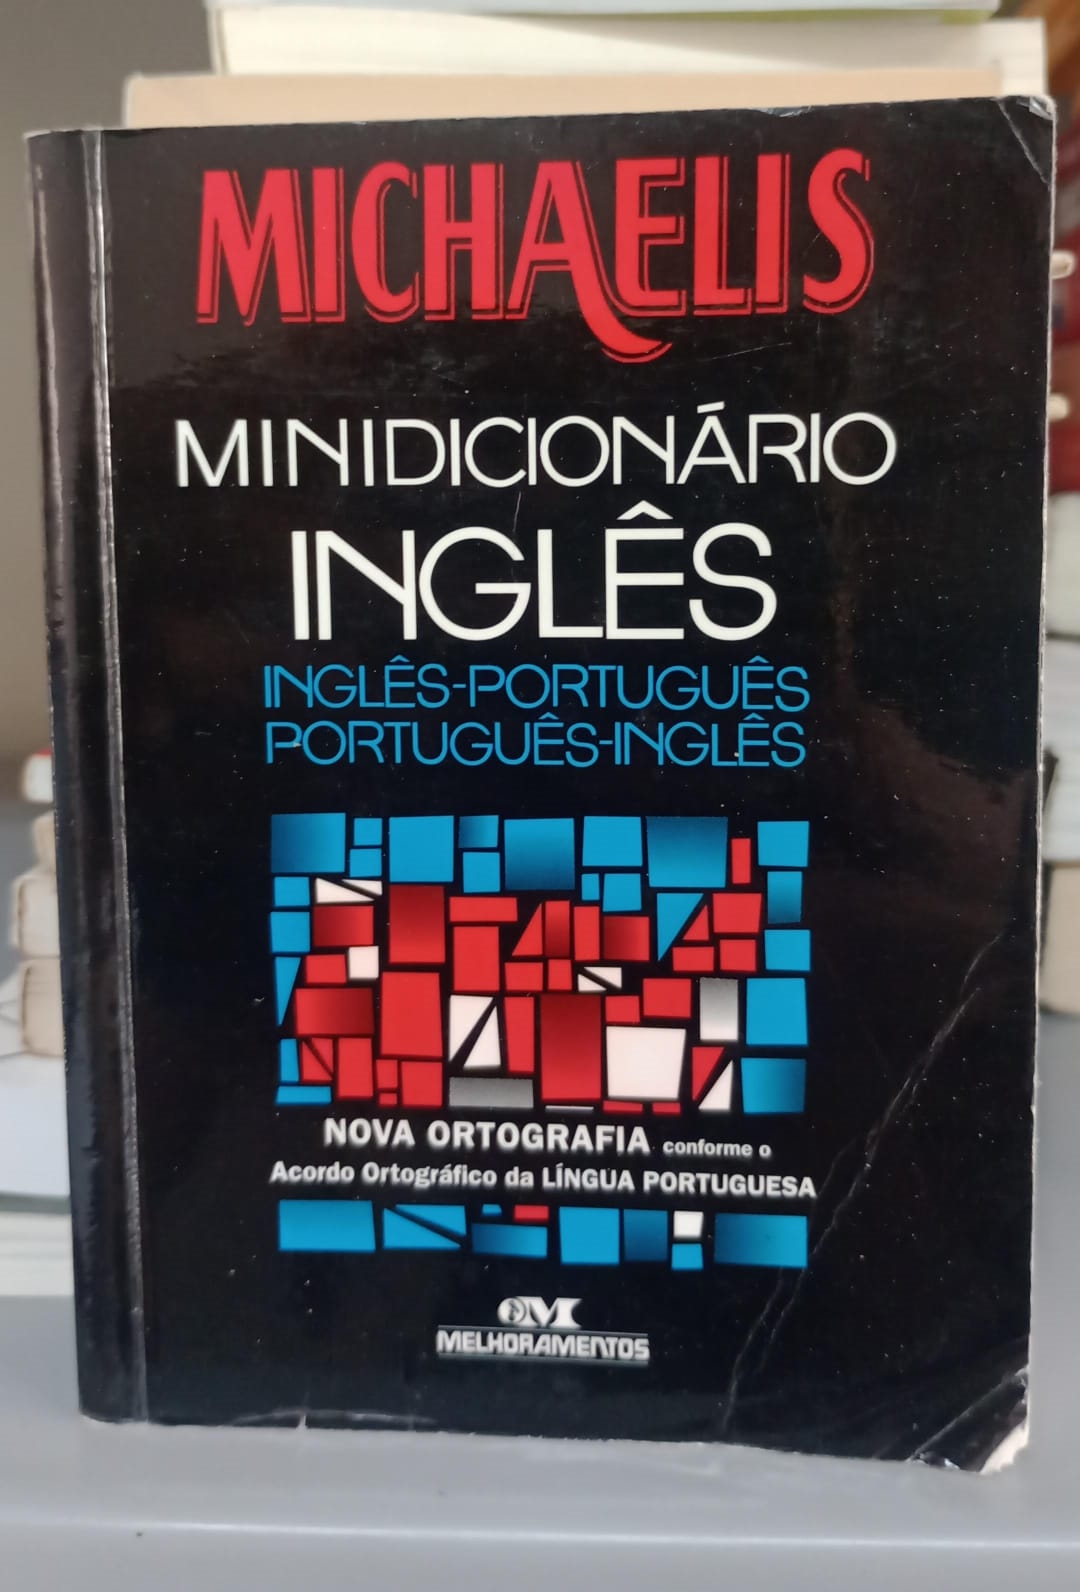 MICHAELIS
MINIDICIONÁRIO
INGLÊS
INGLÊS-PORTUGUÊS
PORTUGUÊS-INGLÊS
NOVA ORTOGRAFIA conforme o
Acordo Ortográfico da LÍNGUA PORTUGUESA
M
MELHORAMENTOS